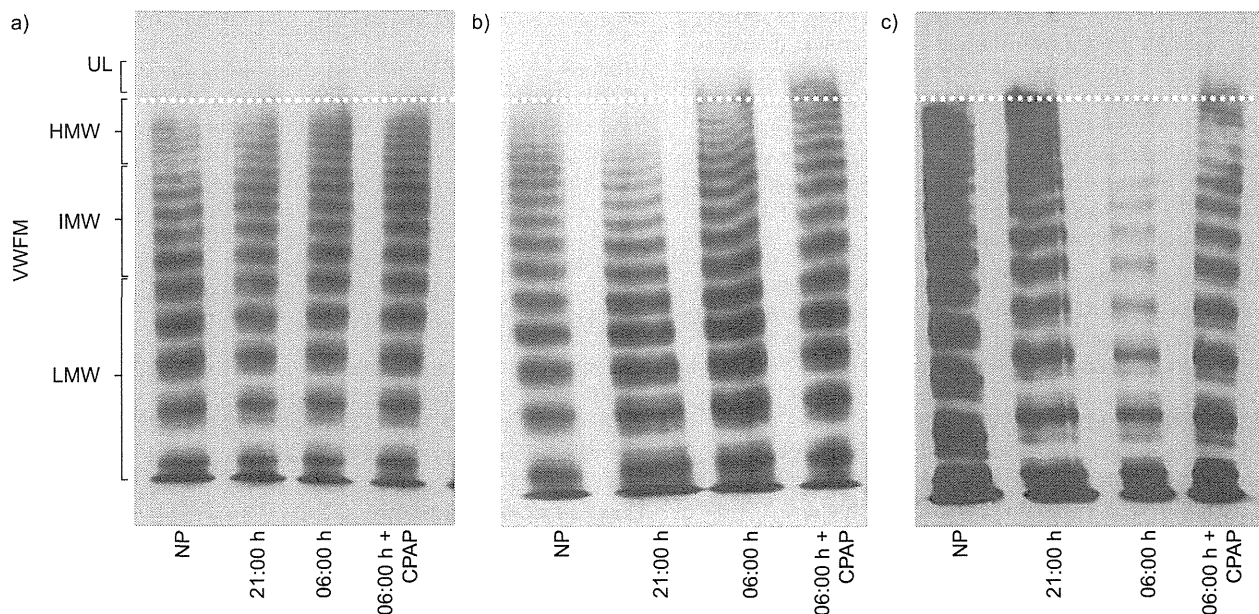 a)
b)
c)
UL
HMW
IMW
LMW
VWFM
NP
21:00 h
06:00 h
06:00 h +
CPAP
NP
21:00 h
06:00 h
06:00 h +
CPAP
NP
21:00 h
06:00 h
06:00 h +
CPAP